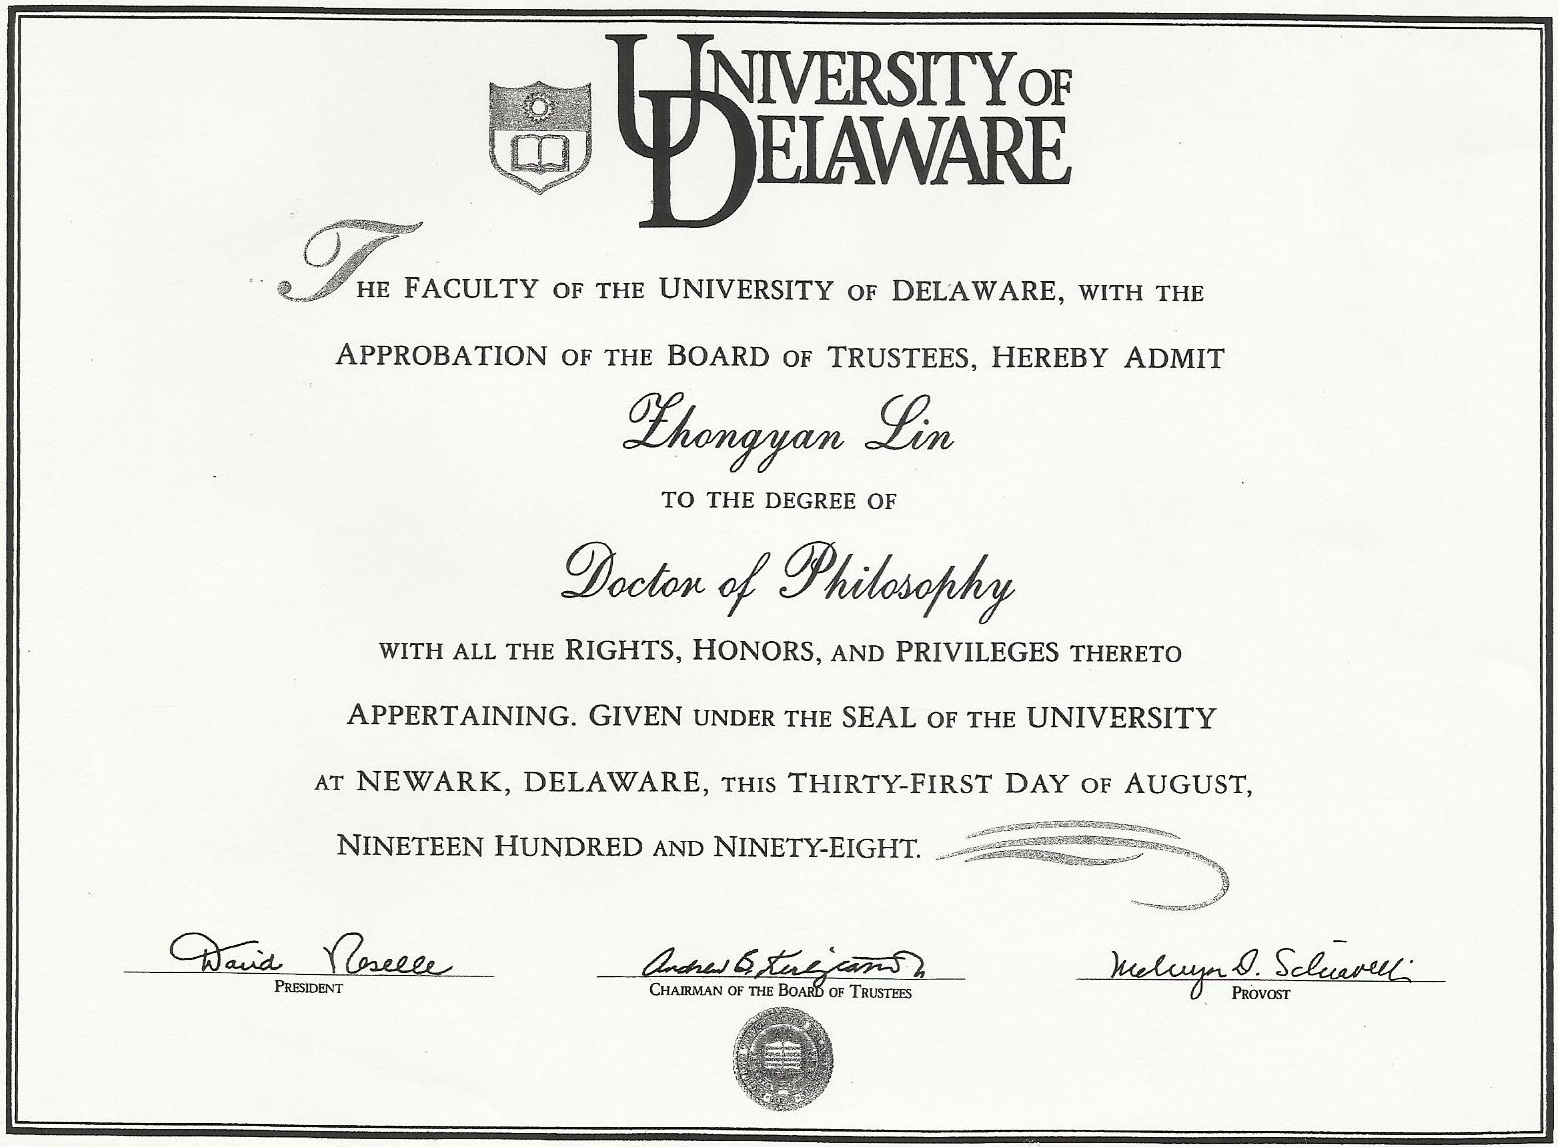 UNIVERSITY OF
DELAWARE
THE FACULTY OF THE UNIVERSITY OF DELAWARE, WITH THE
APPROBATION OF THE BOARD OF TRUSTEES, HEREBY ADMIT
Zhongyan Lin
TO THE DEGREE OF
Doctor of Philosophy
WITH ALL THE RIGHTS, HONORS, AND PRIVILEGES THERETO
APPERTAINING. GIVEN UNDER THE SEAL OF THE UNIVERSITY
AT NEWARK, DELAWARE, THIS THIRTY-FIRST DAY OF AUGUST,
NINETEEN HUNDRED AND NINETY-EIGHT.
David Roselle
PRESIDENT
Andrew B. Kirkpatrick Jr
CHAIRMAN OF THE BOARD OF TRUSTEES
Melvyn D. Schiavelli
PROVOST